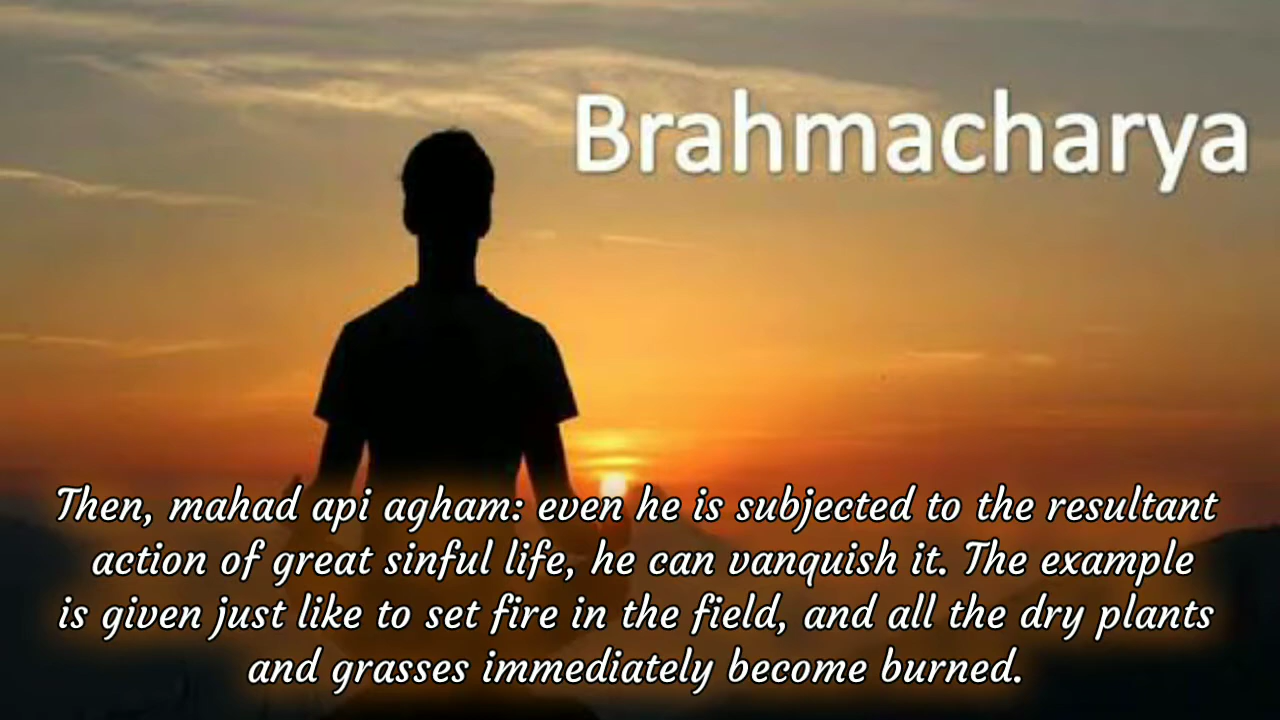 Brahmacharya
Then, mahad api agham: even he is subjected to the resultant
action of great sinful life, he can vanquish it. The example
is given just like to set fire in the field, and all the dry plants
and grasses immediately become burned.